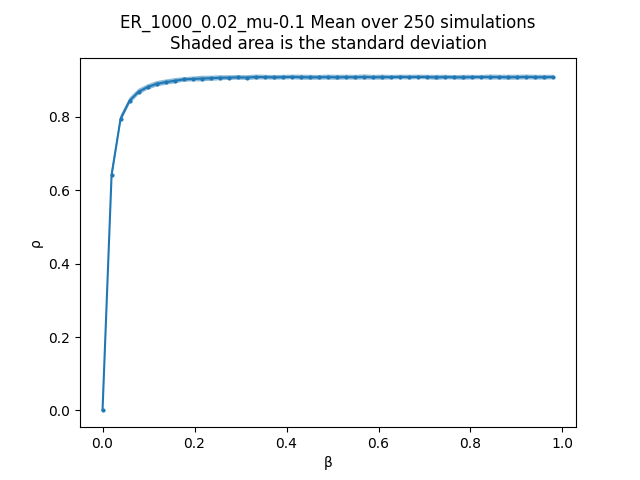 ER_1000_0.02_mu-0.1 Mean over 250 simulations
Shaded area is the standard deviation
0.8
0.6
0.4
0.2
0.0
ρ
0.0 0.2 0.4 0.6 0.8 1.0
β